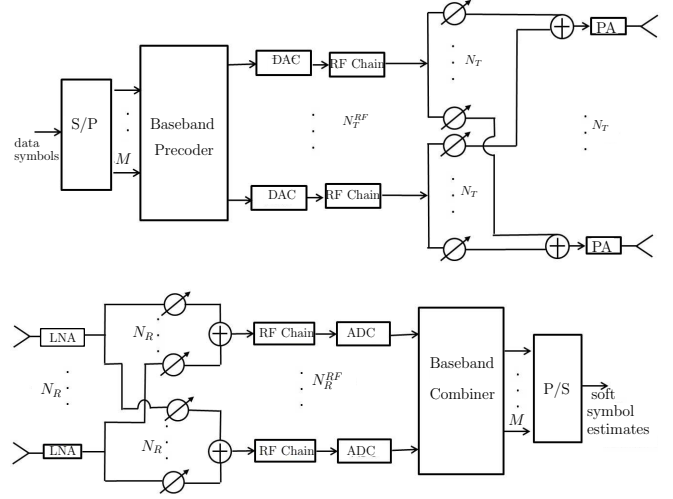 PA
DAC
RF Chain
N_T
S/P
Baseband
Precoder
N_T^{RF}
N_T
data
symbols
M
DAC
RF Chain
N_T
PA
LNA
N_R
RF Chain
ADC
Baseband
Combiner
N_R
N_R^{RF}
P/S
soft
symbol
estimates
M
LNA
N_R
RF Chain
ADC